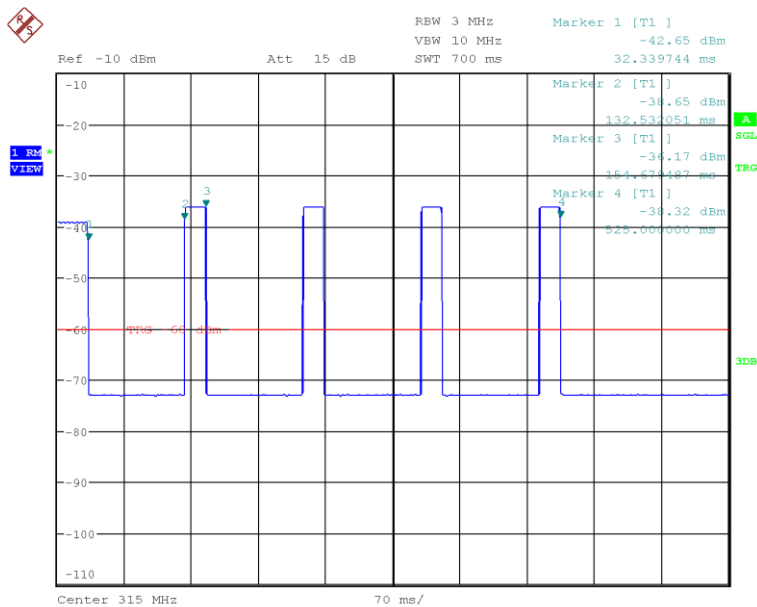 R S
RBW 3 MHz Marker 1 [T1 ]
VBW 10 MHz -42.65 dBm
Ref -10 dBm Att 15 dB SWT 700 ms 32.339744 ms
-10 Marker 2 [T1 ]
-38.65 dBm
-20 132.532051 ms A
Marker 3 [T1 ] SGL
1 RM * -36.17 dBm
VIEW TRG
-30 154.679487 ms
3 Marker 4 [T1 ]
2 4 -38.32 dBm
1
-40 525.000000 ms
-50
-60 TRG -60 dBm
3DB
-70
-80
-90
-100
-110
Center 315 MHz 70 ms/